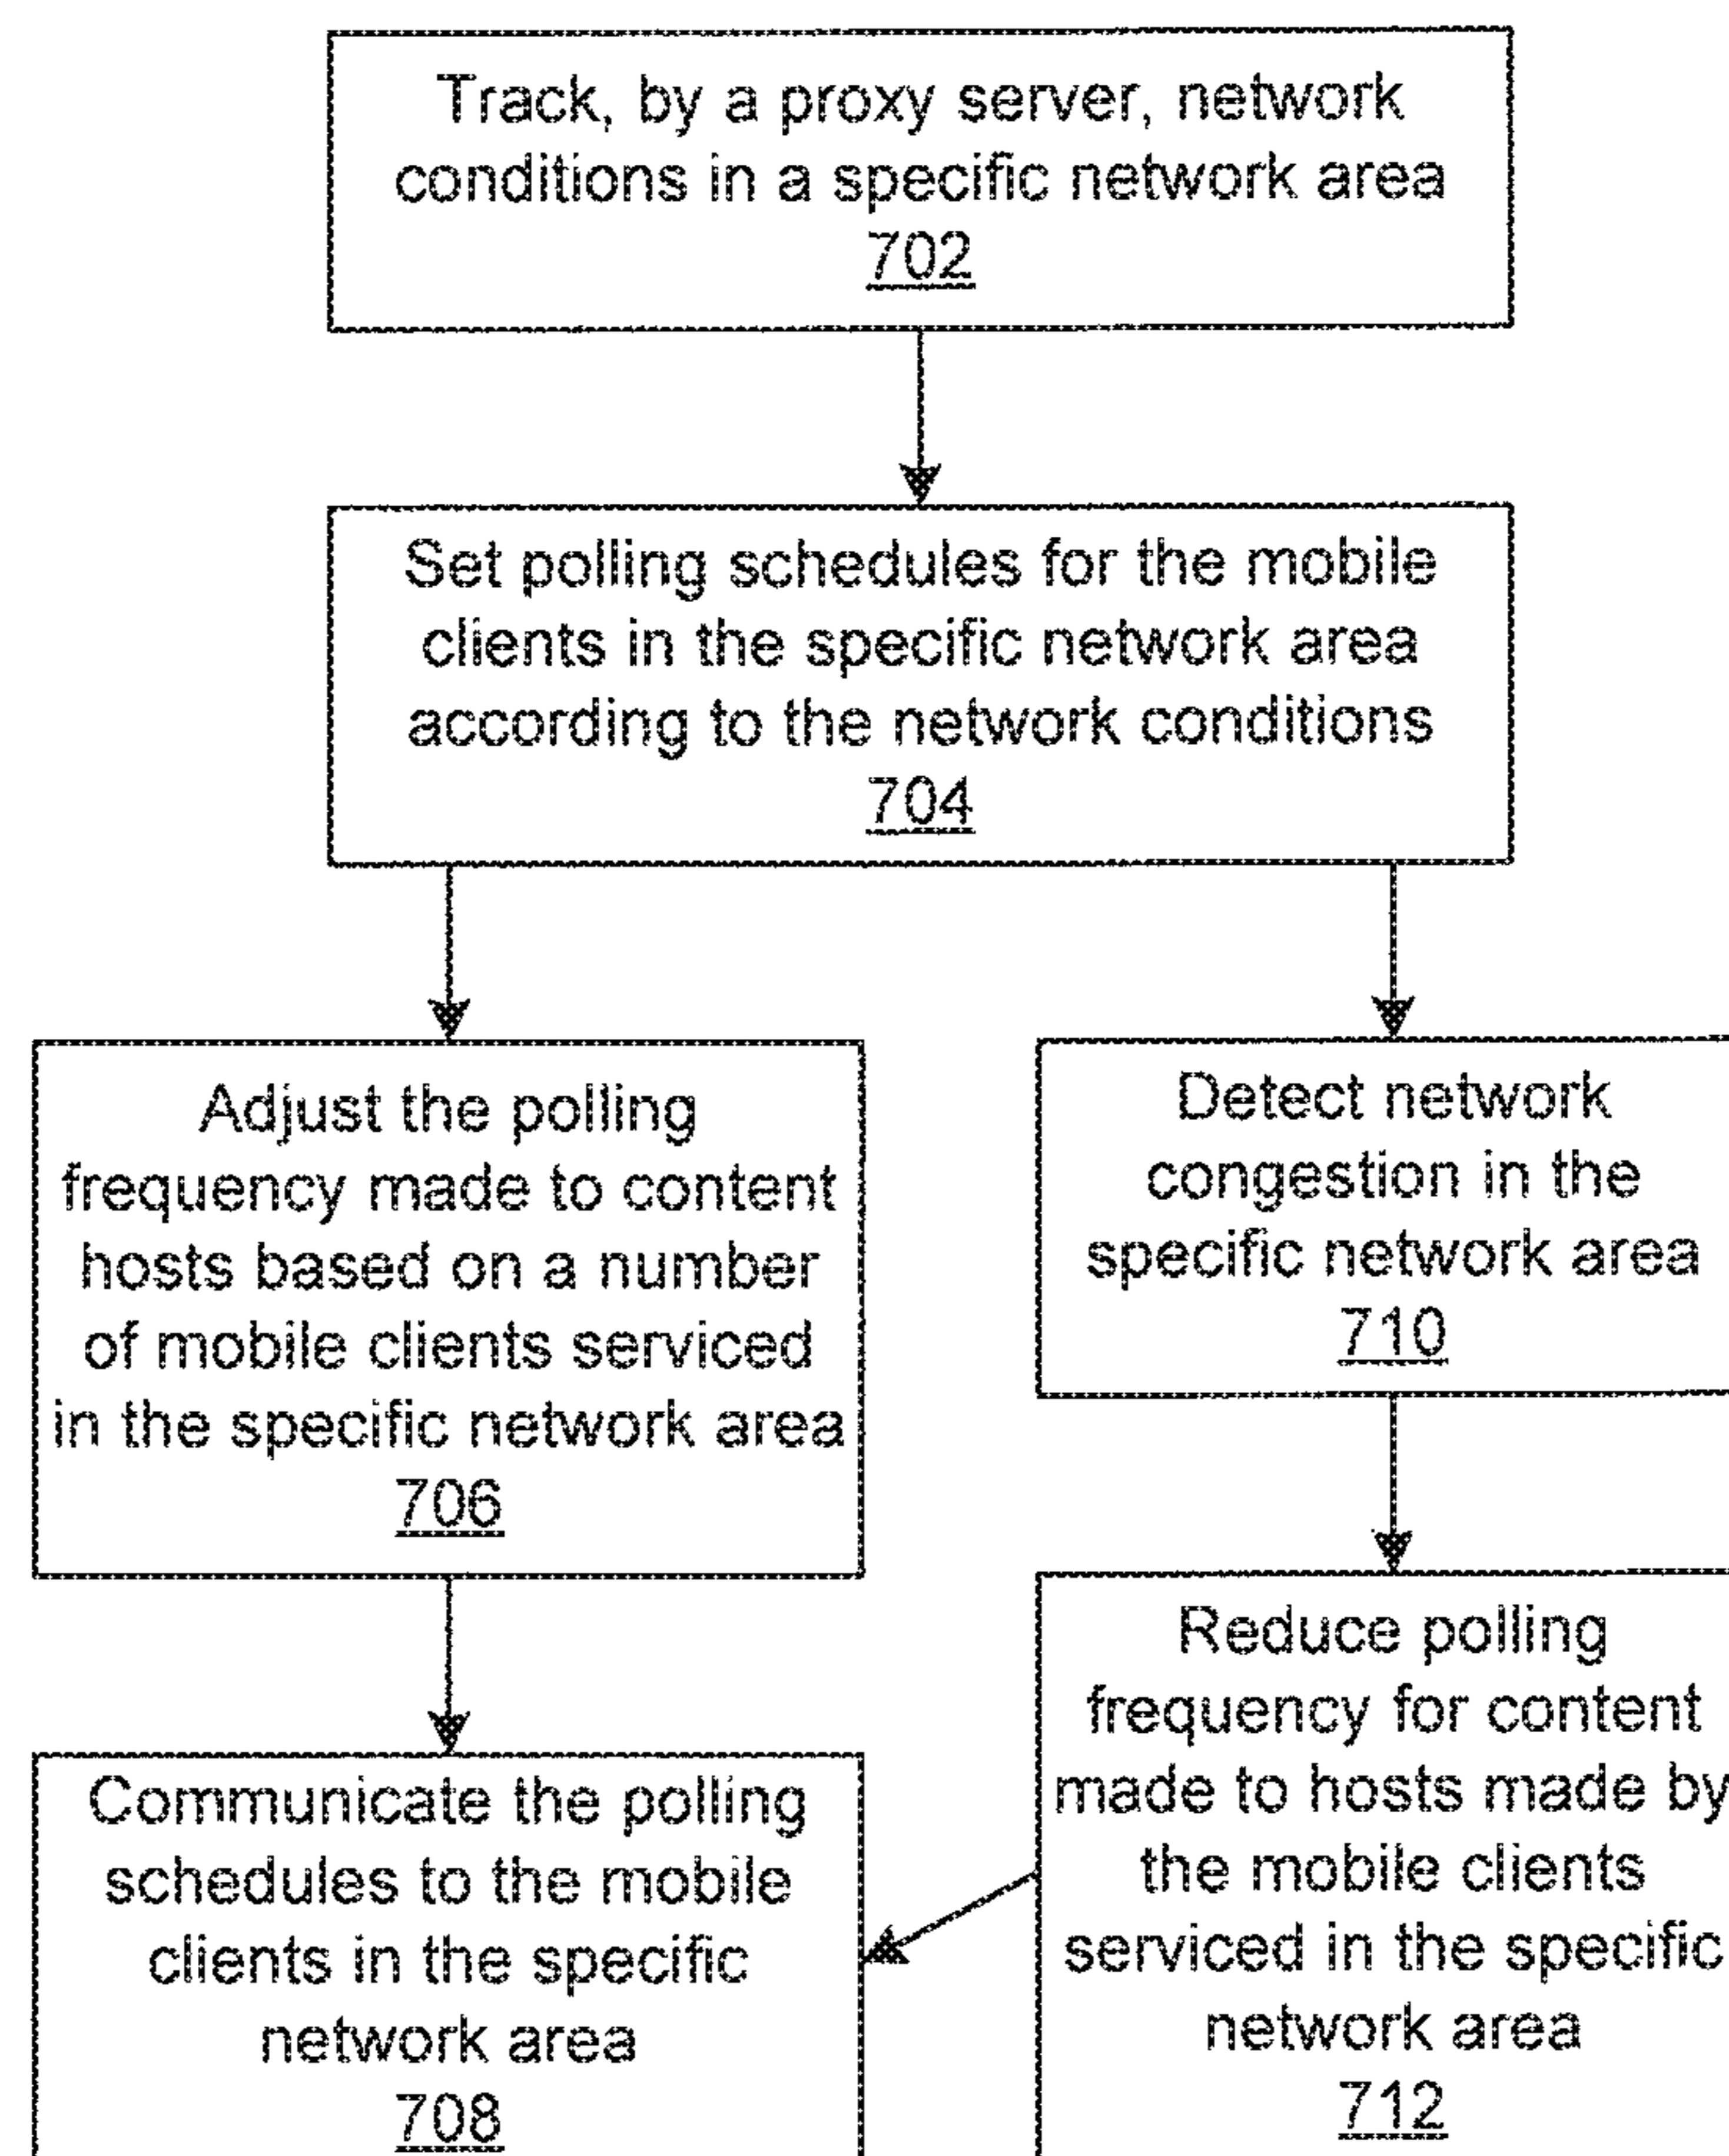 Track, by a proxy server, network
conditions in a specific network area
702
Set polling schedules for the mobile
clients in the specific network area
according to the network conditions
704
Adjust the polling
frequency made to content
hosts based on a number
of mobile clients serviced
in the specific network area
706
Communicate the polling
schedules to the mobile
clients in the specific
network area
708
Detect network
congestion in the
specific network area
710
Reduce polling
frequency for content
made to hosts made by
the mobile clients
serviced in the specific
network area
712